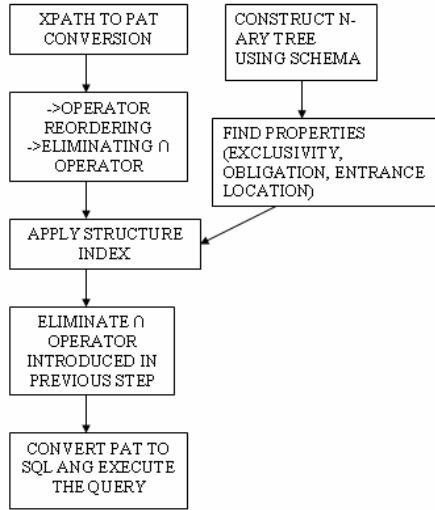 XPATH TO PAT
CONVERSION
CONSTRUCT N-
ARY TREE
USING SCHEMA
->OPERATOR
REORDERING
->ELIMINATING ∩
OPERATOR
FIND PROPERTIES
(EXCLUSIVITY,
OBLIGATION, ENTRANCE
LOCATION)
APPLY STRUCTURE
INDEX
ELIMINATE ∩
OPERATOR
INTRODUCED IN
PREVIOUS STEP
CONVERT PAT TO
SQL ANG EXECUTE
THE QUERY